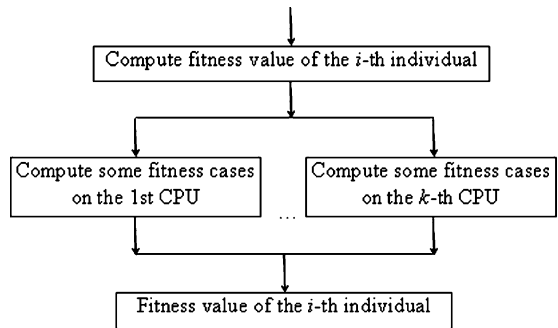 Compute fitness value of the i-th individual
Compute some fitness cases
on the 1st CPU
...
Compute some fitness cases
on the k-th CPU
Fitness value of the i-th individual